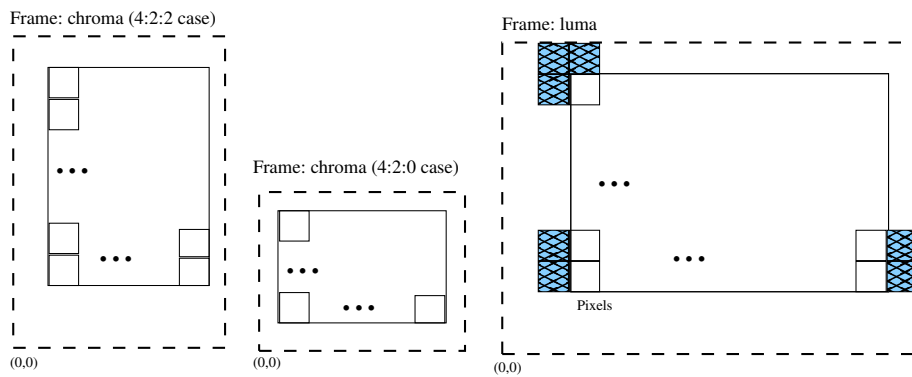 Frame: chroma (4:2:2 case)
(0,0)
Frame: chroma (4:2:0 case)
(0,0)
Frame: luma
Pixels
(0,0)